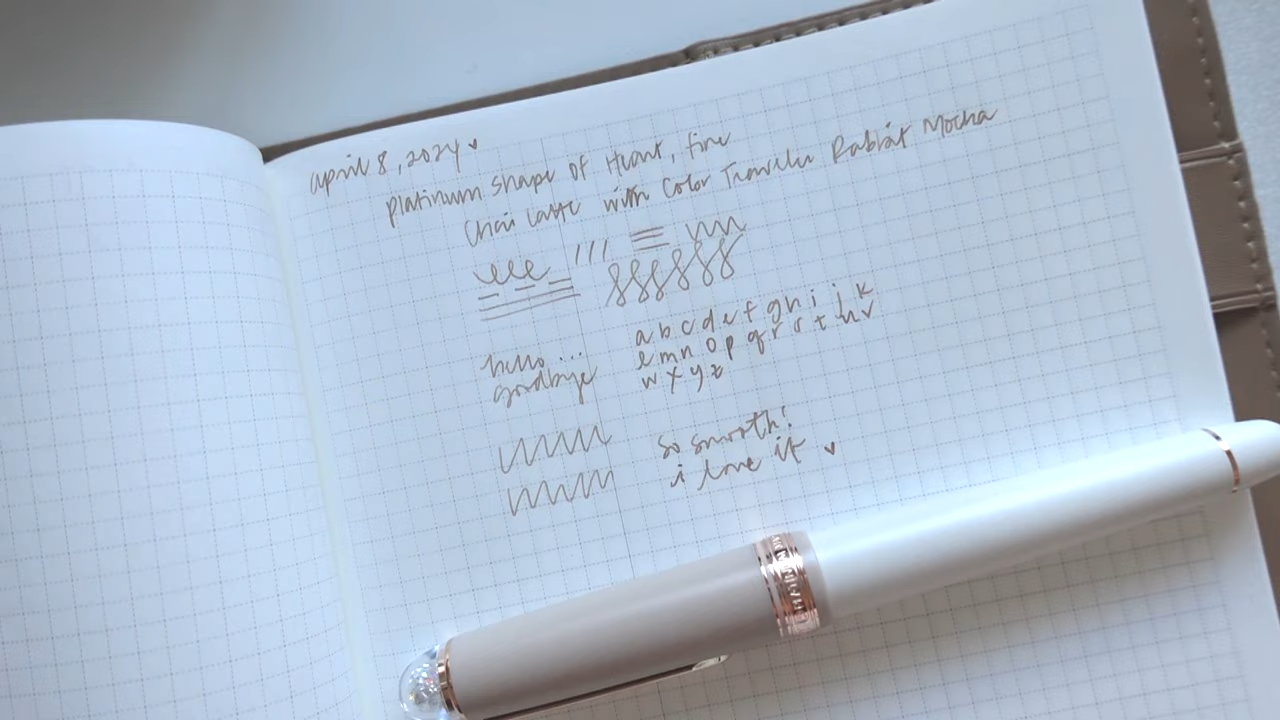 april 8, 2024
platinum shape of Heart, fine
Chai latte with Color Traveler Rabbit Mocha
hello...
goodbye
a b c d e f g h i j k
l m n o p q r s t u v
w x y z
so smooth!
i love it